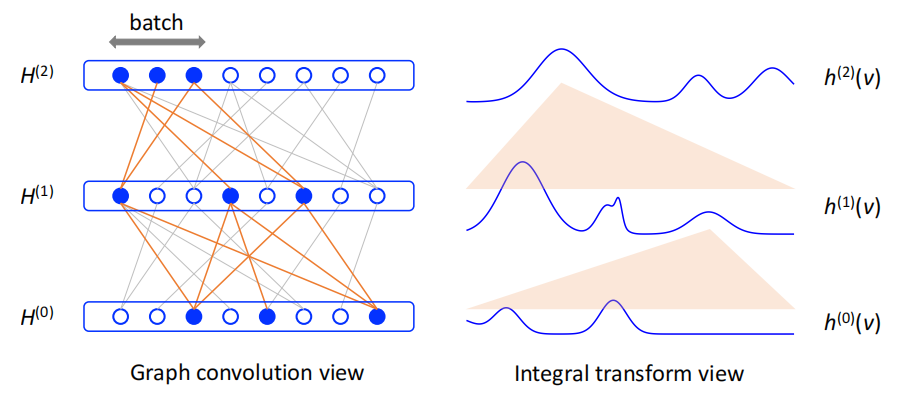 batch
H(2)
h(2)(v)
H(1)
h(1)(v)
H(0)
h(0)(v)
Graph convolution view
Integral transform view